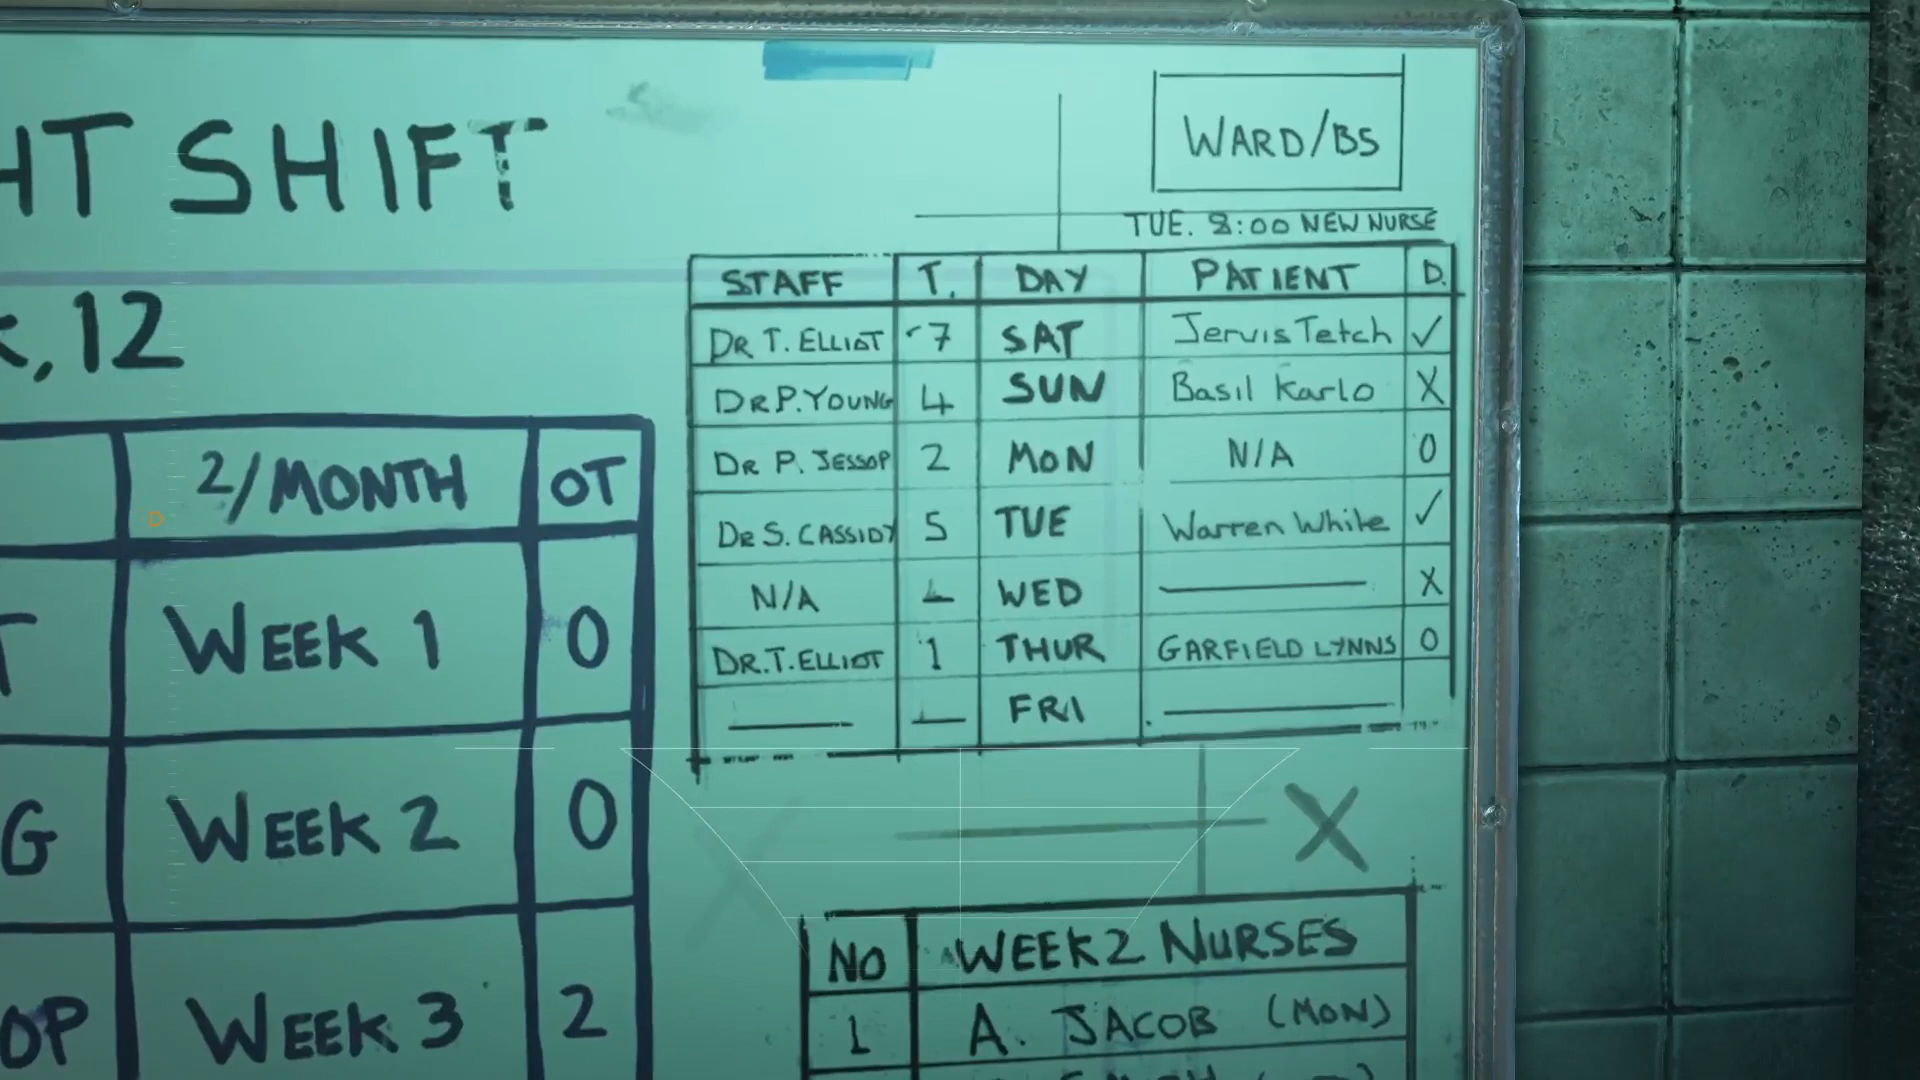 HT SHIFT
, 12
2/MONTH OT
WEEK 1 0
G WEEK 2 0
OP WEEK 3 2
WARD/BS
TUE. 8:00 NEW NURSE
STAFF T. DAY PATIENT D.
DR T. ELLIOT 7 SAT Jervis Tetch ✓
DR P. YOUNG 4 SUN Basil Karlo X
DR P. JESSOP 2 MON N/A 0
DR S. CASSIDY 5 TUE Warren White ✓
N/A — WED — X
DR. T. ELLIOT 1 THUR GARFIELD LYNNS 0
— — FRI —
X
NO WEEK 2 NURSES
1 A. JACOB (MON)